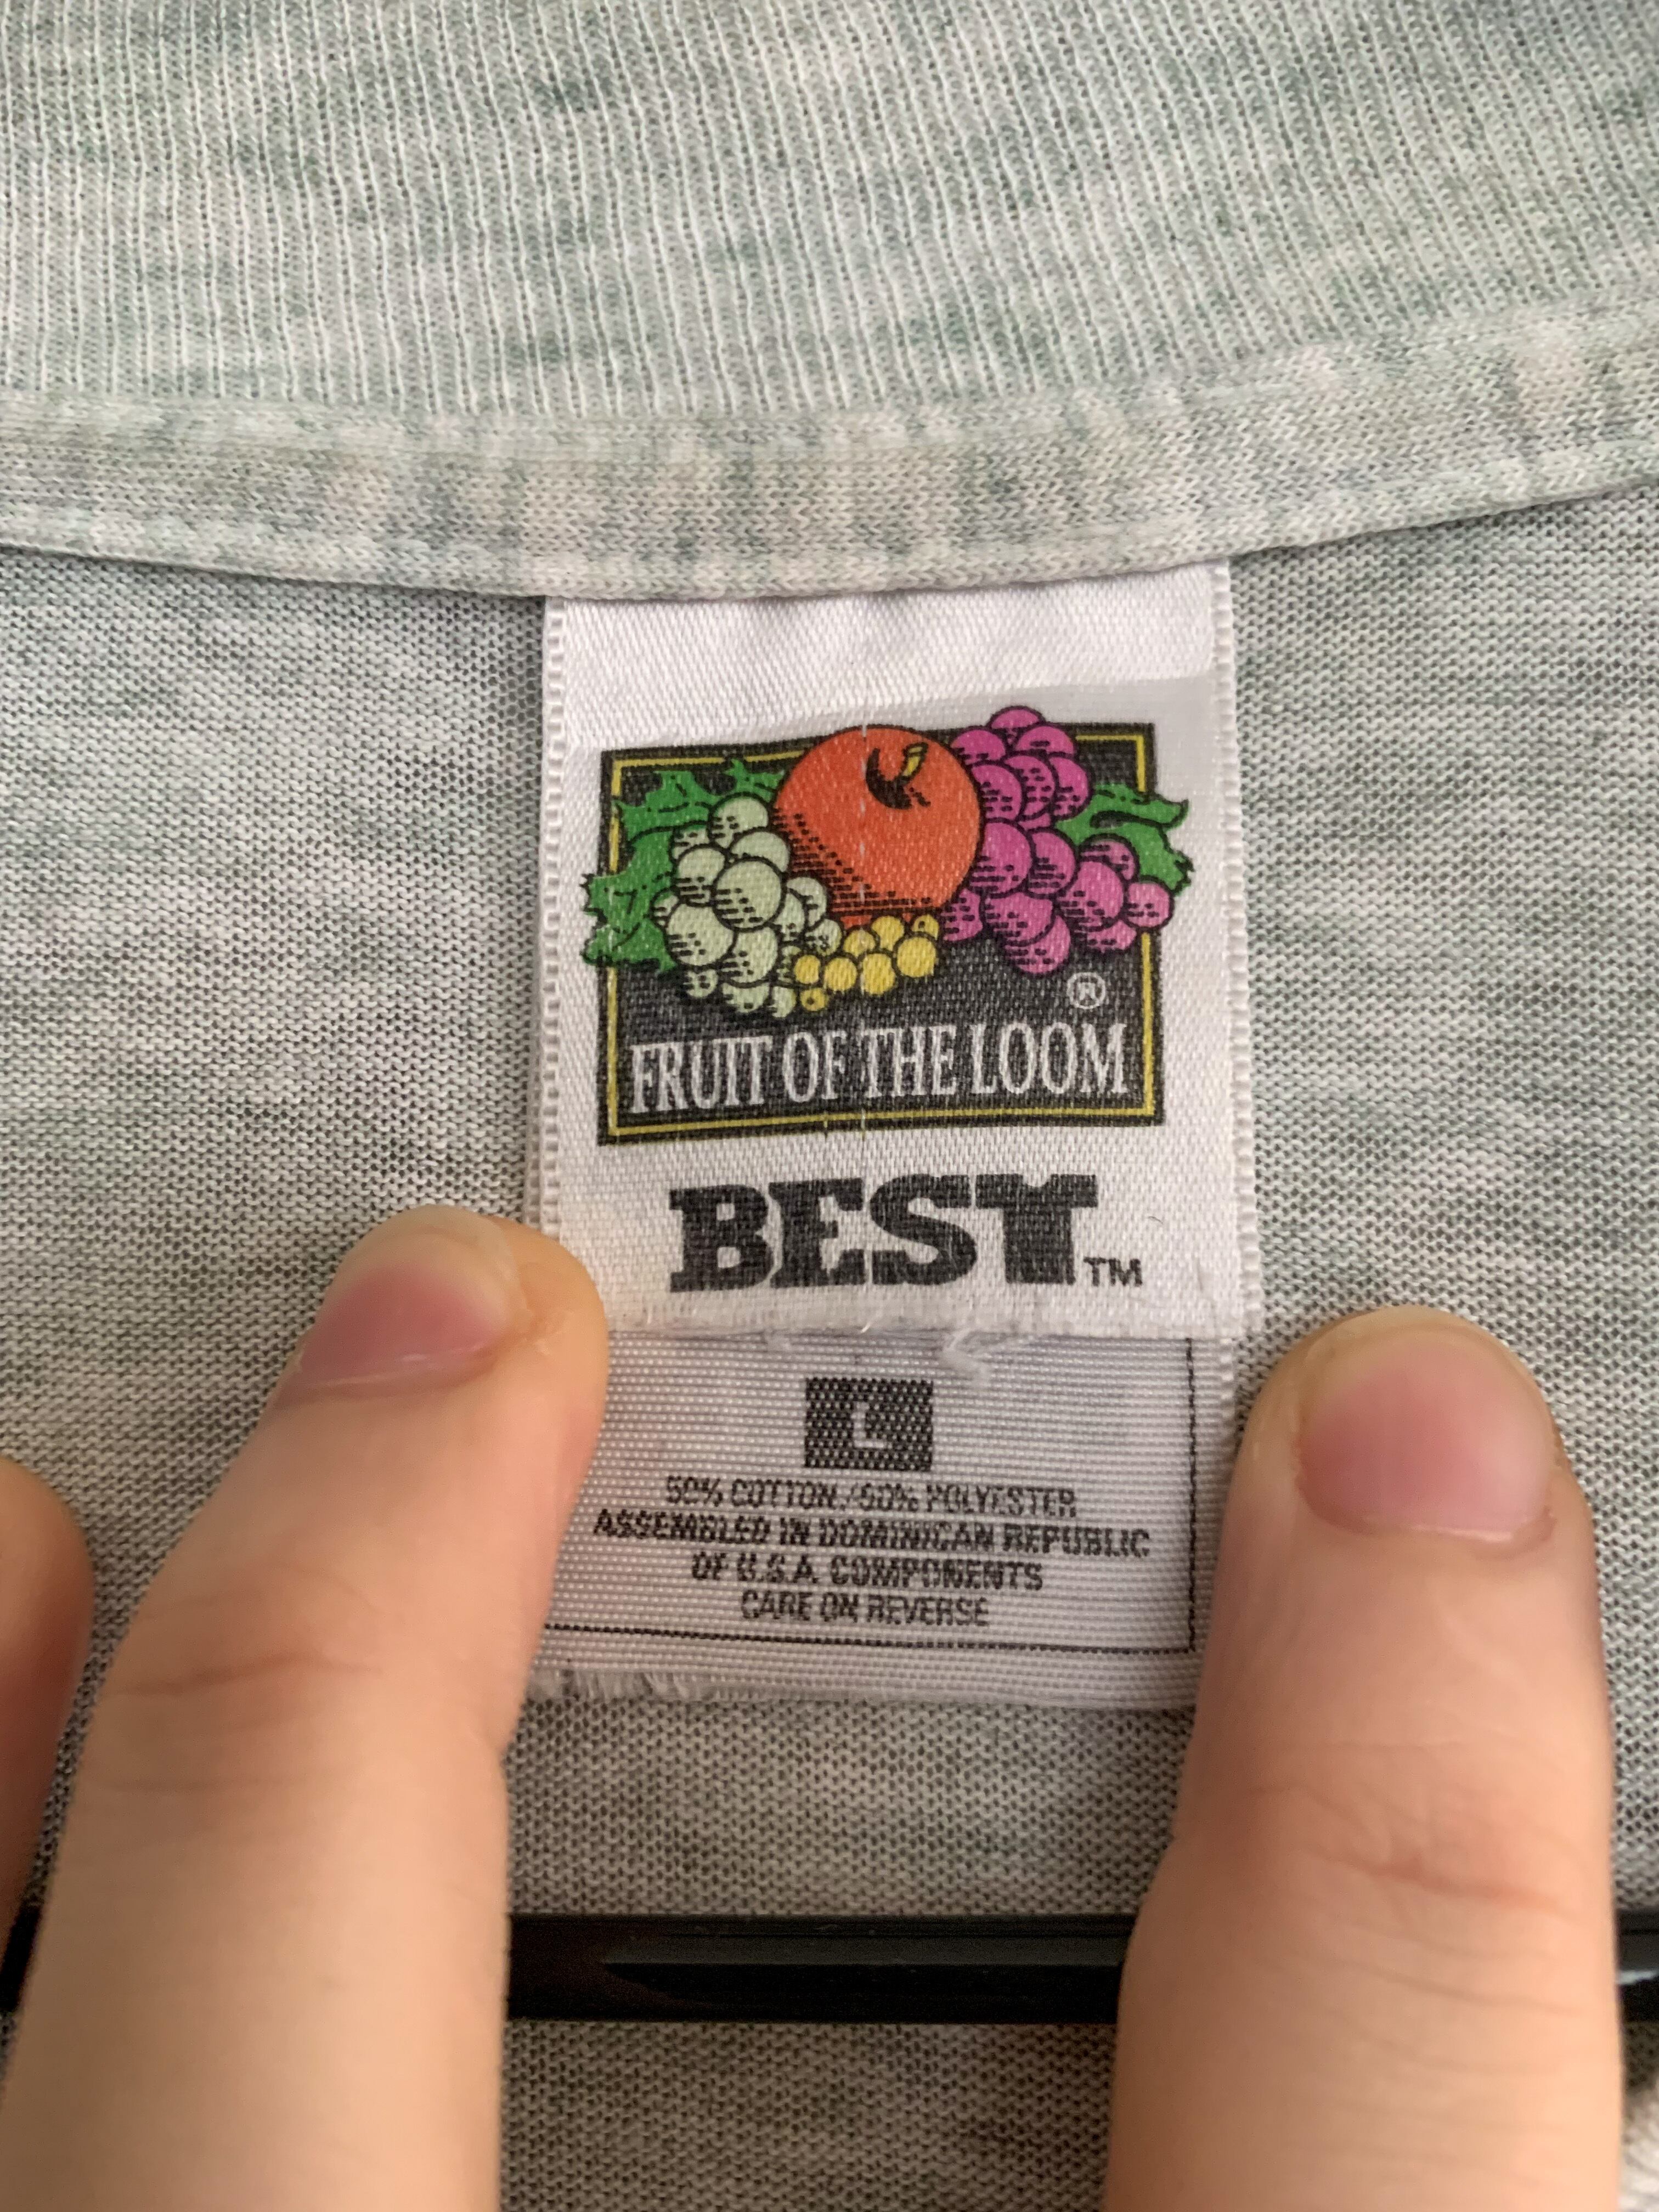 ®
FRUIT OF THE LOOM
BEST™
L
50% COTTON/50% POLYESTER
ASSEMBLED IN DOMINICAN REPUBLIC
OF U.S.A. COMPONENTS
CARE ON REVERSE